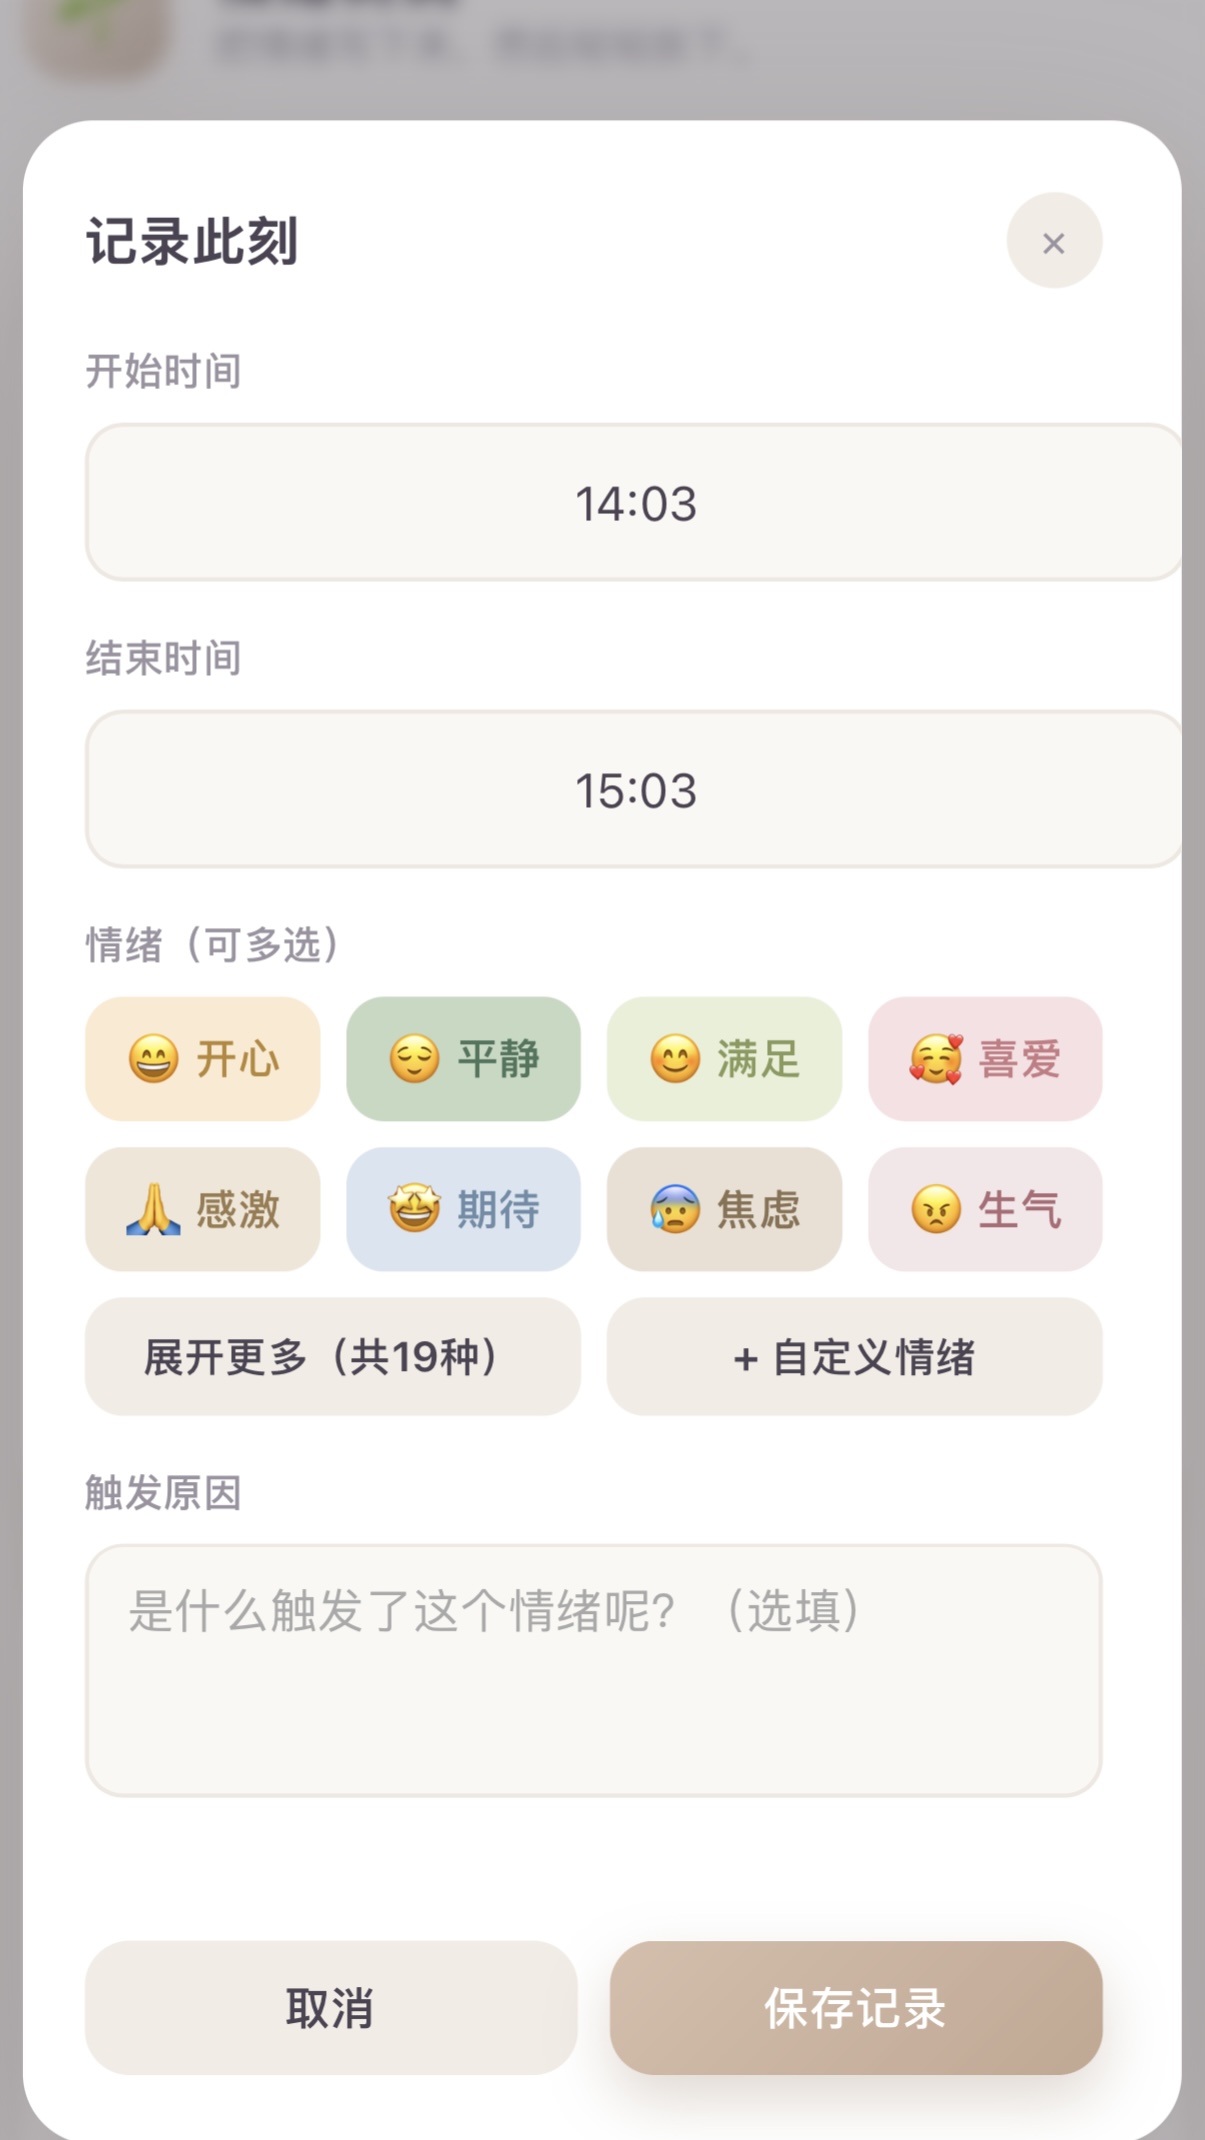 记录此刻
×
开始时间
14:03
结束时间
15:03
情绪（可多选）
😄 开心 😌 平静 😊 满足 🥰 喜爱
🙏 感激 🤩 期待 😰 焦虑 😠 生气
展开更多（共19种） + 自定义情绪
触发原因
是什么触发了这个情绪呢？（选填）
取消 保存记录